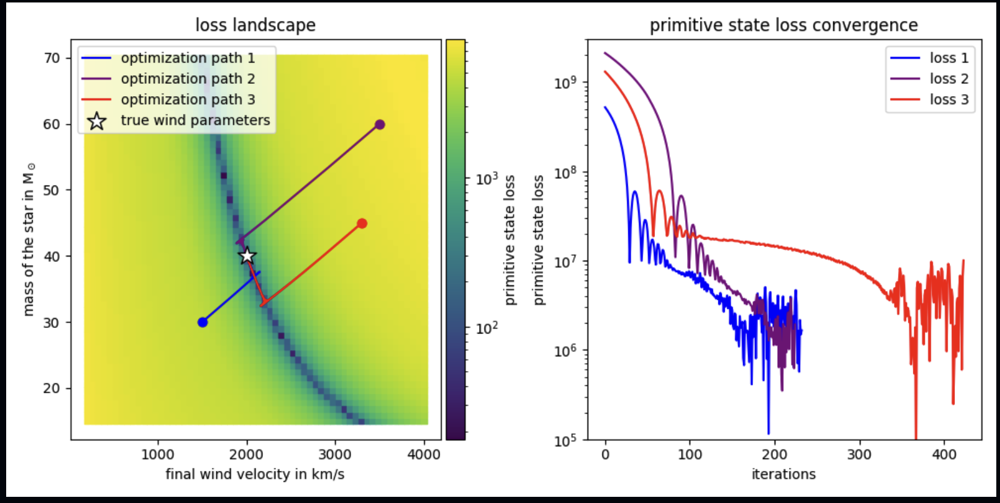 loss landscape
optimization path 1
optimization path 2
optimization path 3
true wind parameters
70
60
50
40
30
20
mass of the star in M⊙
1000
2000
3000
4000
final wind velocity in km/s
10³
10²
primitive state loss
primitive state loss convergence
loss 1
loss 2
loss 3
10⁹
10⁸
10⁷
10⁶
10⁵
primitive state loss
0
100
200
300
400
iterations